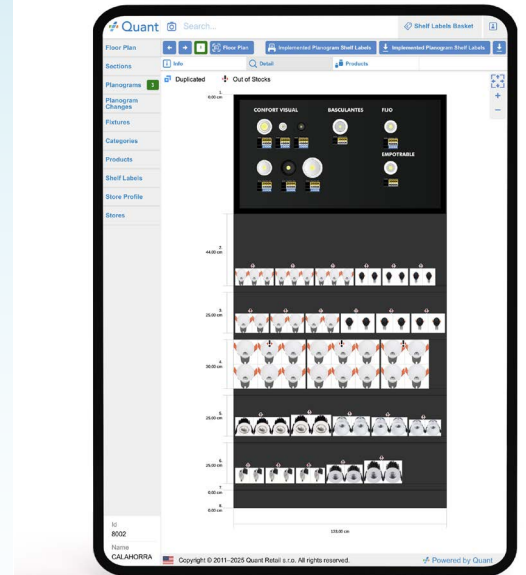 Quant
Search...
Shelf Labels Basket
Floor Plan
Floor Plan
Implemented Planogram Shelf Labels
Implemented Planogram Shelf Labels
Sections
Info
Detail
Products
Planograms 3
Duplicated
Out of Stocks
Planogram Changes
Fixtures
Categories
Products
Shelf Labels
Store Profile
Stores
1.
0.00 cm
CONFORT VISUAL
BASCULANTES
FIJO
EMPOTRABLE
2.
44.00 cm
3.
25.00 cm
4.
30.00 cm
5.
25.00 cm
6.
25.00 cm
7.
0.00 cm
8.
0.00 cm
133.00 cm
Id
8002
Name
CALAHORRA
Copyright © 2011–2025 Quant Retail s.r.o. All rights reserved.
Powered by Quant